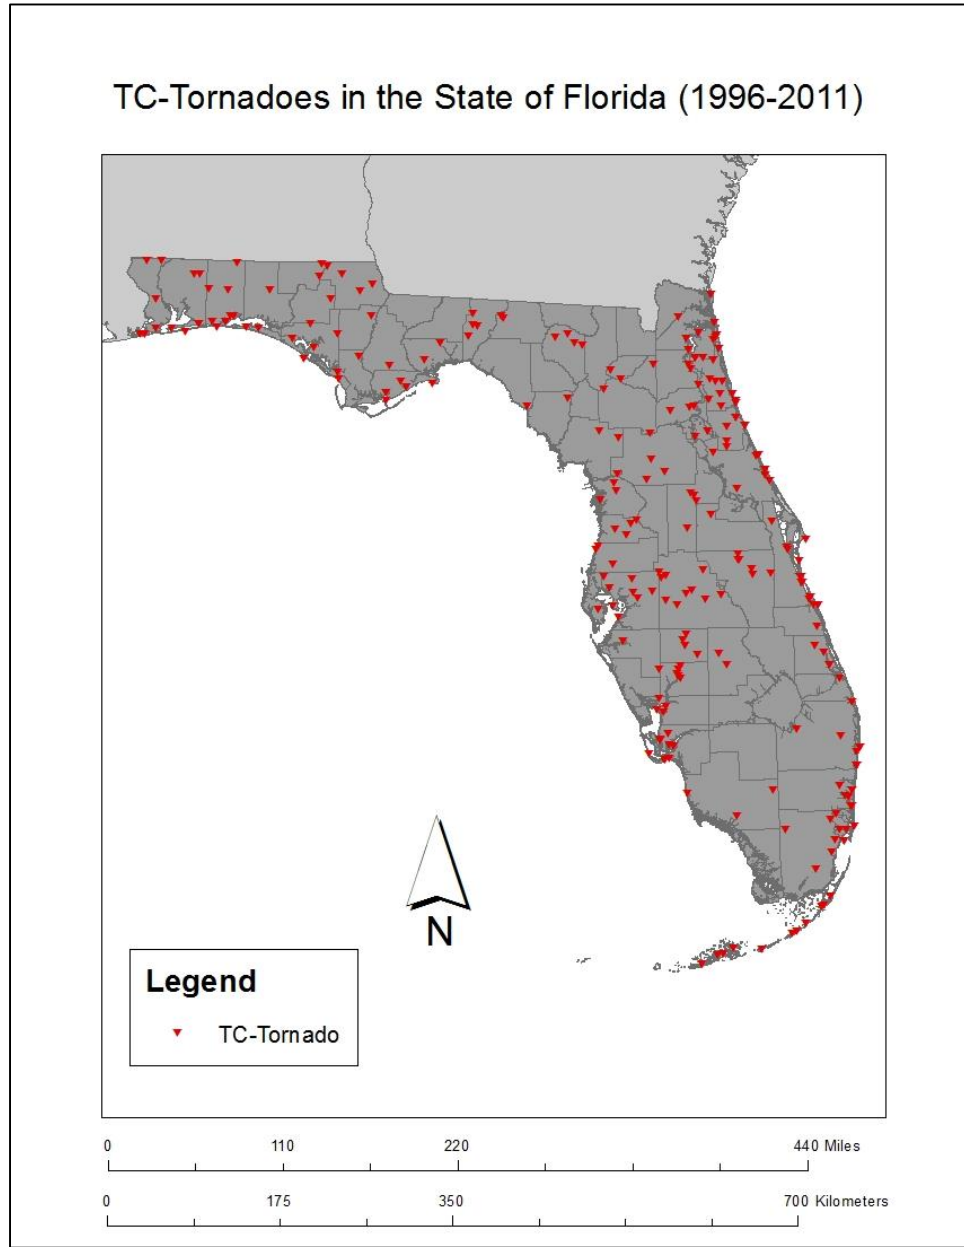 TC-Tornadoes in the State of Florida (1996-2011)
N
Legend
TC-Tornado
0 110 220 440 Miles
0 175 350 700 Kilometers